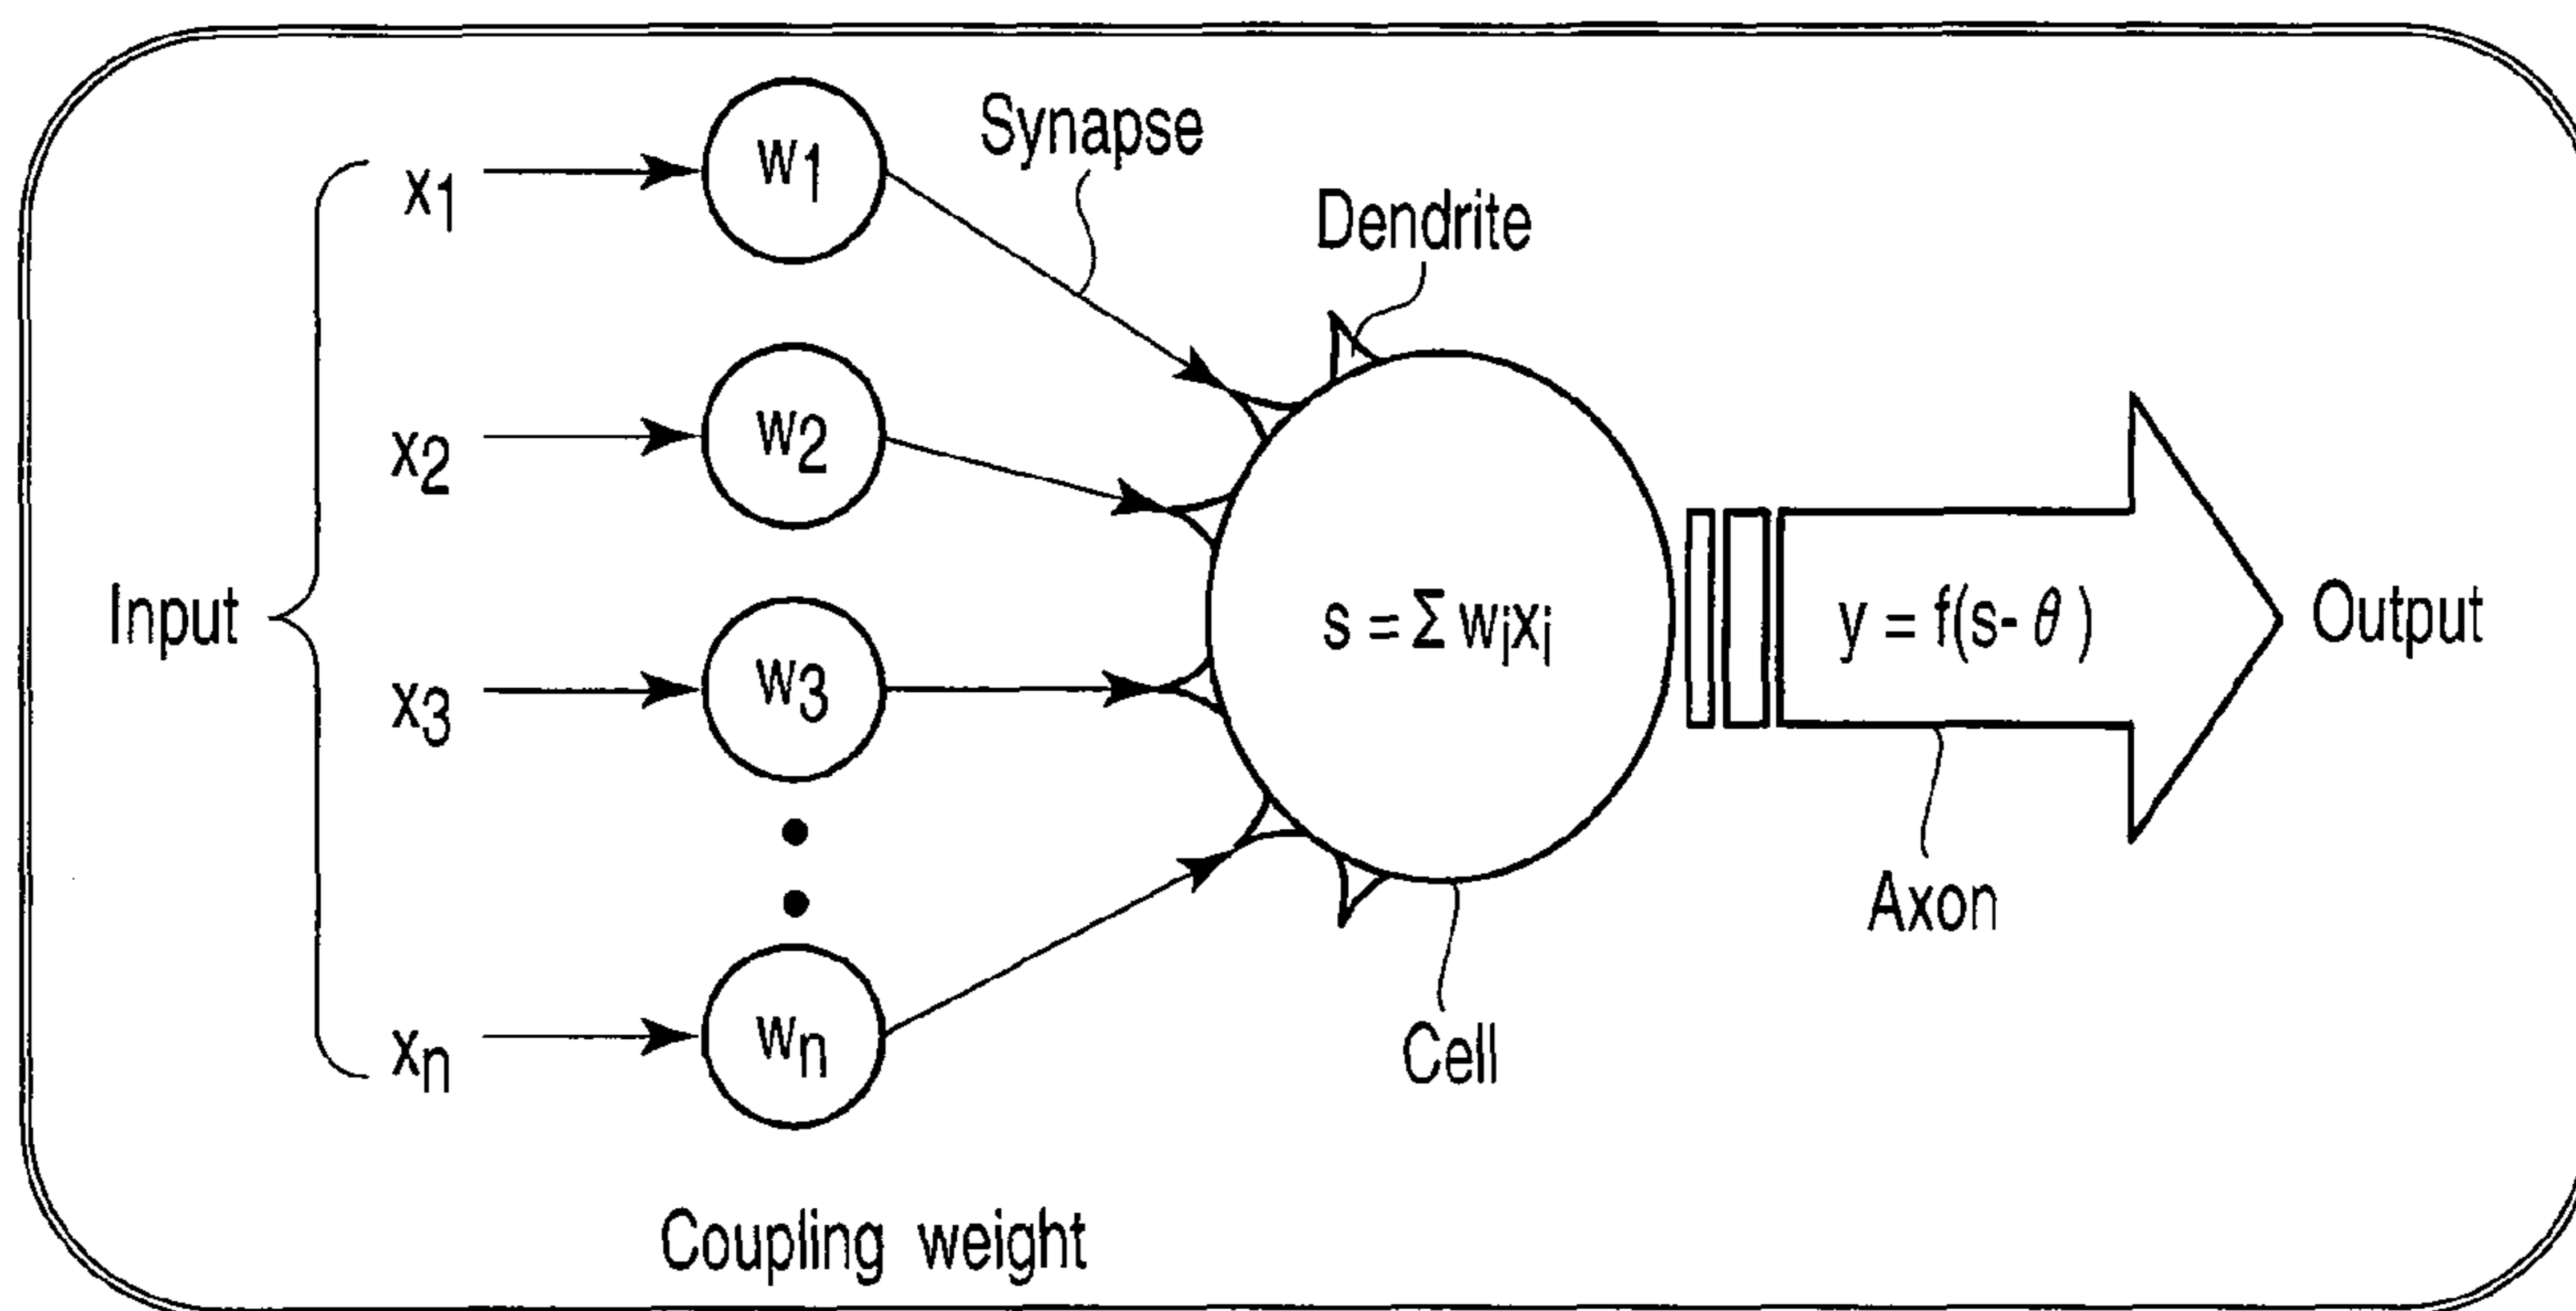 Synapse
Dendrite
Input
x1
w1
x2
w2
x3
w3
xn
wn
s = Σ wjxj
y = f(s- θ )
Output
Axon
Cell
Coupling weight